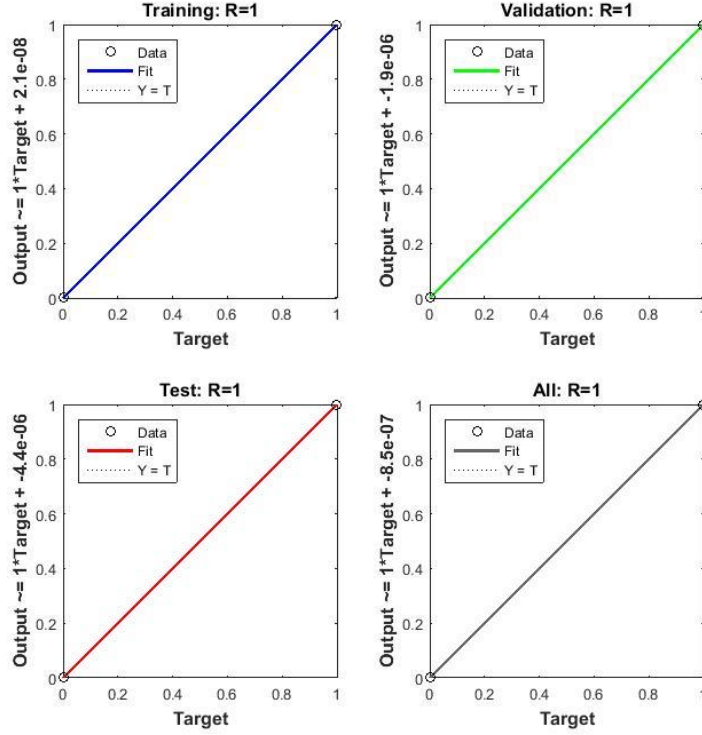 Training: R=1
Output ~= 1*Target + 2.1e-08
1
0.8
0.6
0.4
0.2
0
Data
Fit
Y = T
0 0.2 0.4 0.6 0.8 1
Target
Validation: R=1
Output ~= 1*Target + -1.9e-06
1
0.8
0.6
0.4
0.2
0
Data
Fit
Y = T
0 0.2 0.4 0.6 0.8 1
Target
Test: R=1
Output ~= 1*Target + -4.4e-06
1
0.8
0.6
0.4
0.2
0
Data
Fit
Y = T
0 0.2 0.4 0.6 0.8 1
Target
All: R=1
Output ~= 1*Target + -8.5e-07
1
0.8
0.6
0.4
0.2
0
Data
Fit
Y = T
0 0.2 0.4 0.6 0.8 1
Target